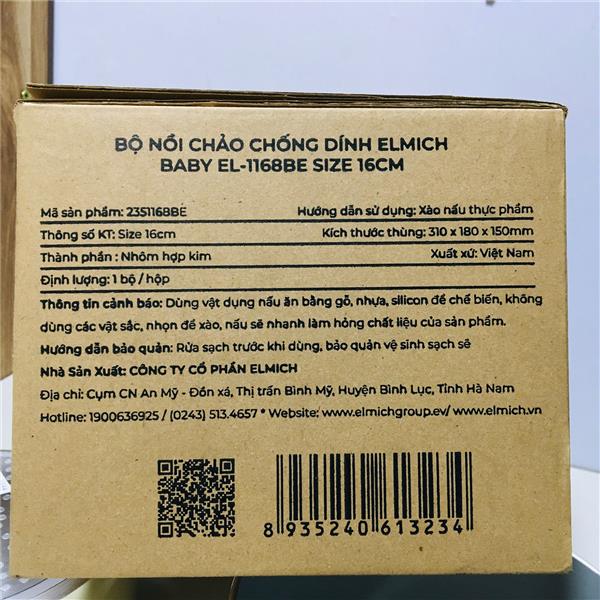 BỘ NỒI CHẢO CHỐNG DÍNH ELMICH
BABY EL-1168BE SIZE 16CM
Mã sản phẩm: 2351168BE Hướng dẫn sử dụng: Xào nấu thực phẩm
Thông số KT: Size 16cm Kích thước thùng: 310 x 180 x 150mm
Thành phần : Nhôm hợp kim Xuất xứ: Việt Nam
Định lượng: 1 bộ / hộp
Thông tin cảnh báo: Dùng vật dụng nấu ăn bằng gỗ, nhựa, silicon để chế biến, không
dùng các vật sắc, nhọn để xào, nấu sẽ nhanh làm hỏng chất liệu của sản phẩm.
Hướng dẫn bảo quản: Rửa sạch trước khi dùng, bảo quản vệ sinh sạch sẽ
Nhà Sản Xuất: CÔNG TY CỔ PHẦN ELMICH
Địa chỉ: Cụm CN An Mỹ - Đồn xá, Thị trấn Bình Mỹ, Huyện Bình Lục, Tỉnh Hà Nam
Hotline: 1900636925 / (0243) 513.4657 * Website: www.elmichgroup.ev/ www.elmich.vn
8 935240 613234